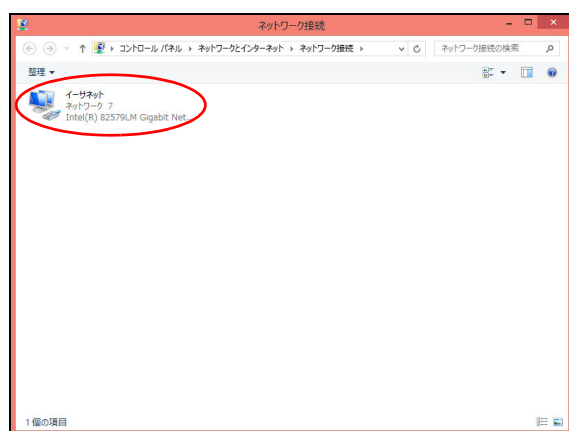 ネットワーク接続
コントロール パネル ネットワークとインターネット ネットワーク接続 ネットワーク接続の検索
整理
イーサネット
ネットワーク 7
Intel(R) 82579LM Gigabit Net...
1 個の項目